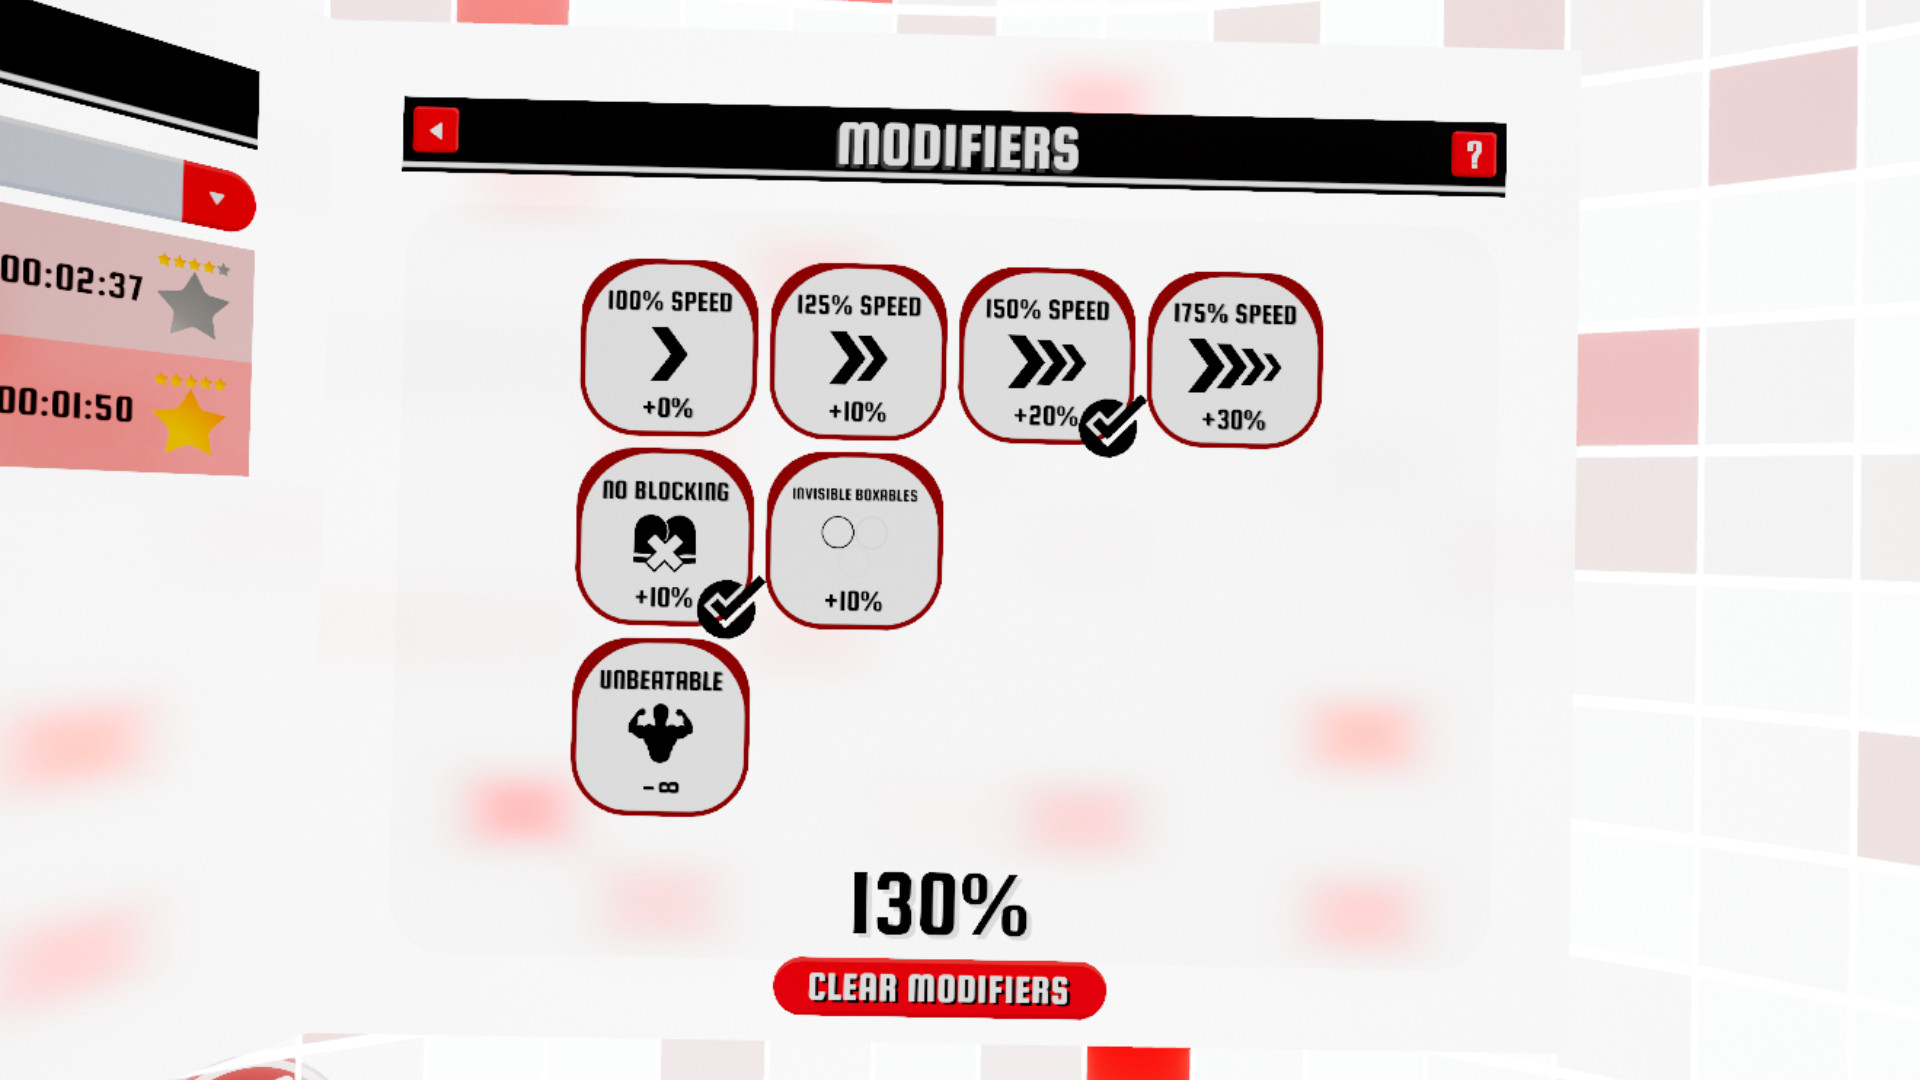 MODIFIERS
?
00:02:37
00:01:50
100% SPEED
+0%
125% SPEED
+10%
150% SPEED
+20%
175% SPEED
+30%
NO BLOCKING
+10%
INVISIBLE BOXABLES
+10%
UNBEATABLE
-∞
130%
CLEAR MODIFIERS